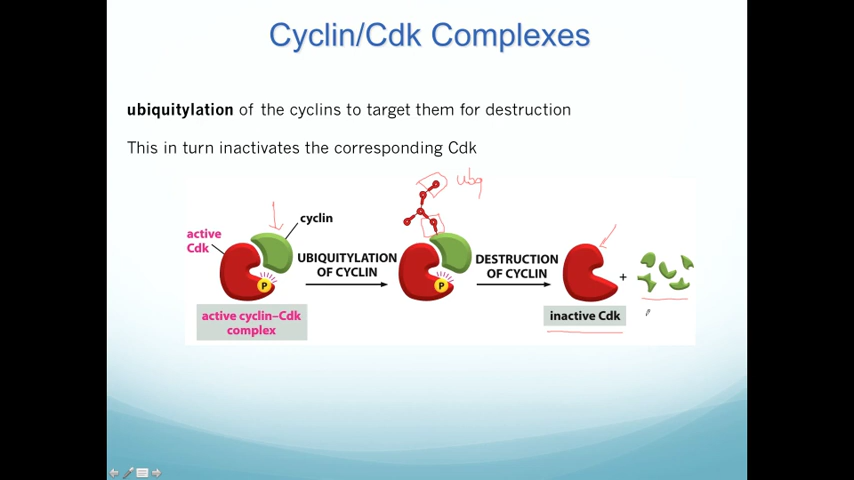 Cyclin/Cdk Complexes
ubiquitylation of the cyclins to target them for destruction
This in turn inactivates the corresponding Cdk
ubq
cyclin
active
Cdk
P
active cyclin–Cdk
complex
UBIQUITYLATION
OF CYCLIN
P
DESTRUCTION
OF CYCLIN
+
inactive Cdk